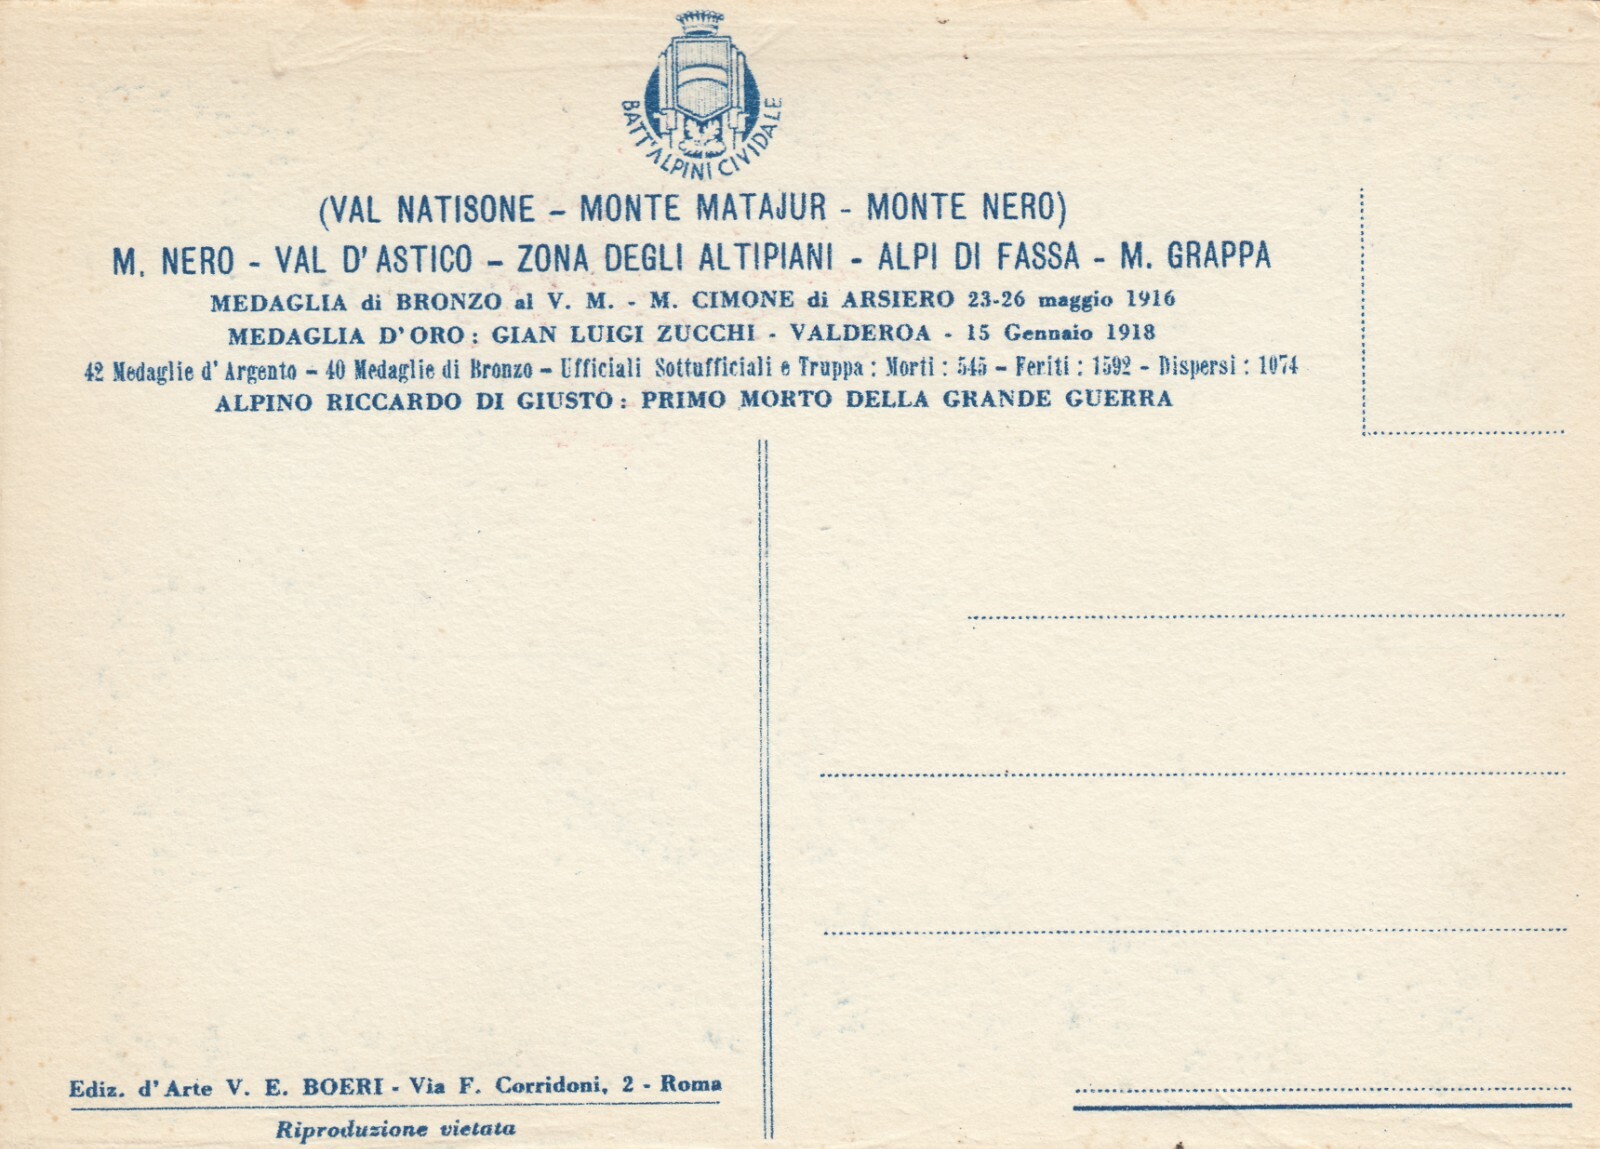 BATT' ALPINI CIVIDALE
(VAL NATISONE – MONTE MATAJUR - MONTE NERO)
M. NERO - VAL D'ASTICO – ZONA DEGLI ALTIPIANI - ALPI DI FASSA - M. GRAPPA
MEDAGLIA di BRONZO al V. M. - M. CIMONE di ARSIERO 23-26 maggio 1916
MEDAGLIA D'ORO : GIAN LUIGI ZUCCHI - VALDEROA - 15 Gennaio 1918
42 Medaglie d' Argento – 40 Medaglie di Bronzo – Ufficiali Sottufficiali e Truppa : Morti : 545 – Feriti : 1592 - Dispersi : 1074
ALPINO RICCARDO DI GIUSTO : PRIMO MORTO DELLA GRANDE GUERRA
Ediz. d' Arte V. E. BOERI - Via F. Corridoni, 2 - Roma
Riproduzione vietata